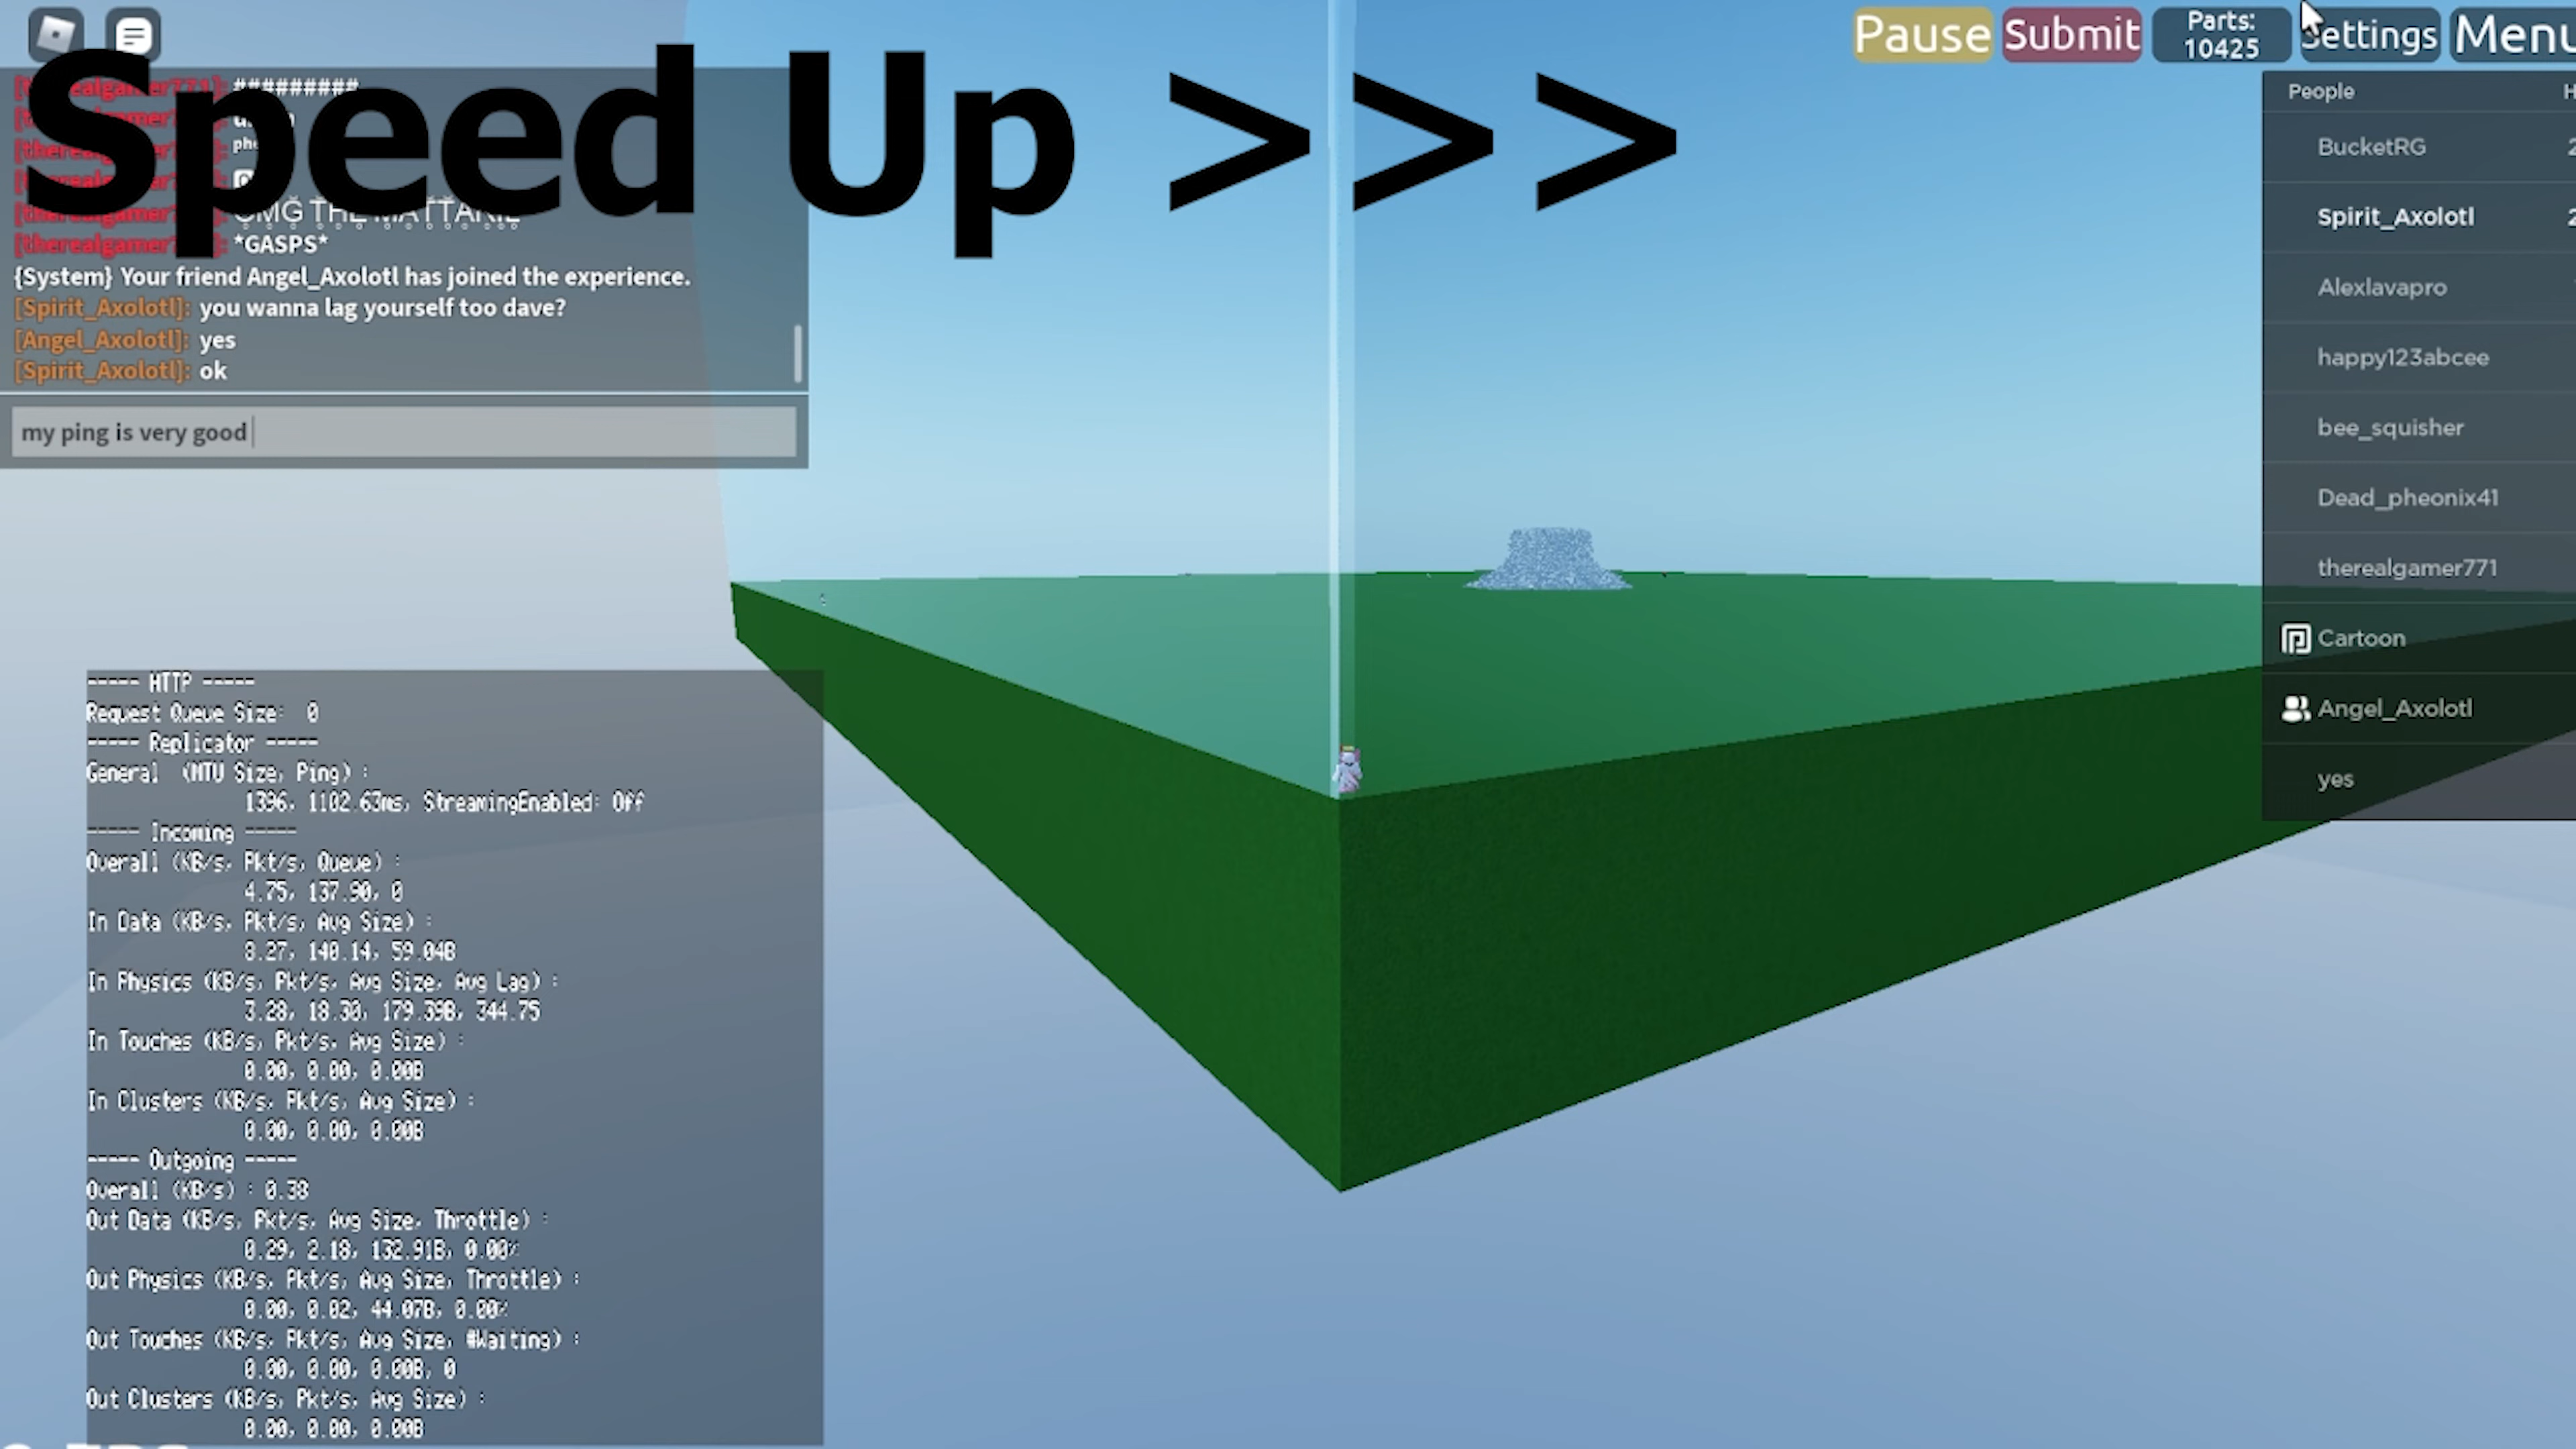 Speed Up >>>
Pause
Submit
Parts:
10425
Settings
Menu
#########
*GASPS*
{System} Your friend Angel_Axolotl has joined the experience.
[Spirit_Axolotl]: you wanna lag yourself too dave?
[Angel_Axolotl]: yes
[Spirit_Axolotl]: ok
my ping is very good
People
BucketRG
Spirit_Axolotl
Alexlavapro
happy123abcee
bee_squisher
Dead_pheonix41
therealgamer771
Cartoon
Angel_Axolotl
yes
----- HTTP -----
Request Queue Size: 0
----- Replicator -----
General (MTU Size, Ping) :
1396, 1102.63ms, StreamingEnabled: Off
----- Incoming -----
Overall (KB/s, Pkt/s, Queue) :
4.75, 137.90, 0
In Data (KB/s, Pkt/s, Avg Size) :
8.27, 140.14, 59.04B
In Physics (KB/s, Pkt/s, Avg Size, Avg Lag) :
3.28, 18.30, 179.39B, 344.75
In Touches (KB/s, Pkt/s, Avg Size) :
0.00, 0.00, 0.00B
In Clusters (KB/s, Pkt/s, Avg Size) :
0.00, 0.00, 0.00B
----- Outgoing -----
Overall (KB/s) : 0.38
Out Data (KB/s, Pkt/s, Avg Size, Throttle) :
0.29, 2.18, 132.91B, 0.00%
Out Physics (KB/s, Pkt/s, Avg Size, Throttle) :
0.00, 0.02, 44.07B, 0.00%
Out Touches (KB/s, Pkt/s, Avg Size, #Waiting) :
0.00, 0.00, 0.00B, 0
Out Clusters (KB/s, Pkt/s, Avg Size) :
0.00, 0.00, 0.00B